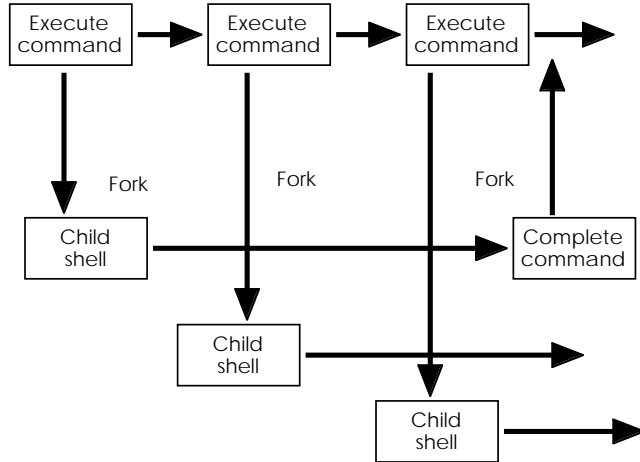 Execute
command
Execute
command
Execute
command
Fork
Fork
Fork
Child
shell
Complete
command
Child
shell
Child
shell